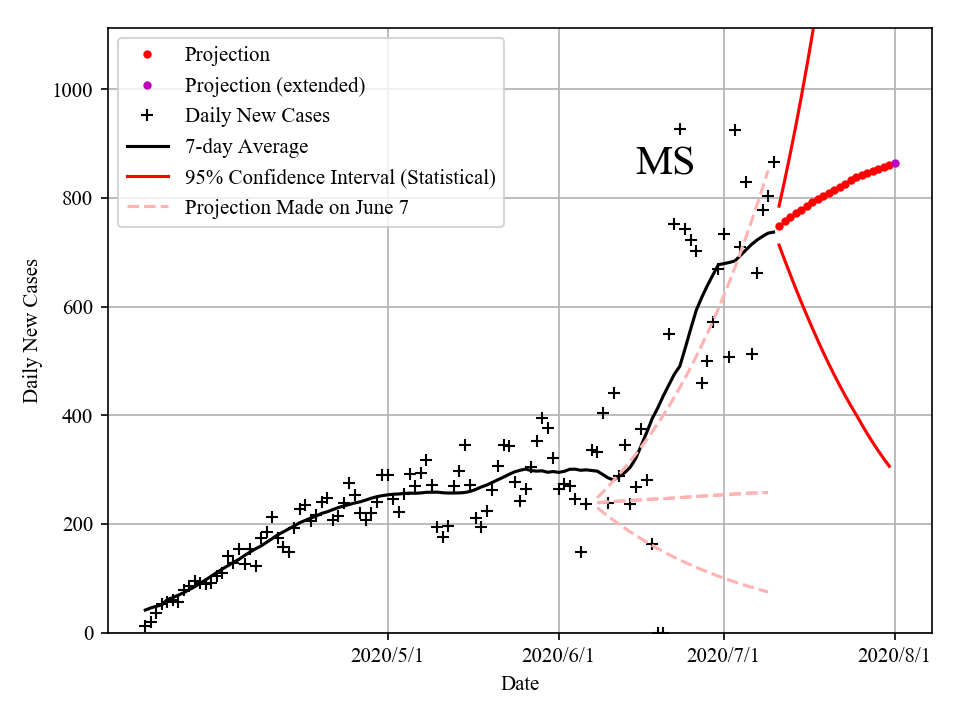 Projection
Projection (extended)
Daily New Cases
7-day Average
95% Confidence Interval (Statistical)
Projection Made on June 7
MS
1000
800
600
400
200
0
Daily New Cases
2020/5/1
2020/6/1
2020/7/1
2020/8/1
Date